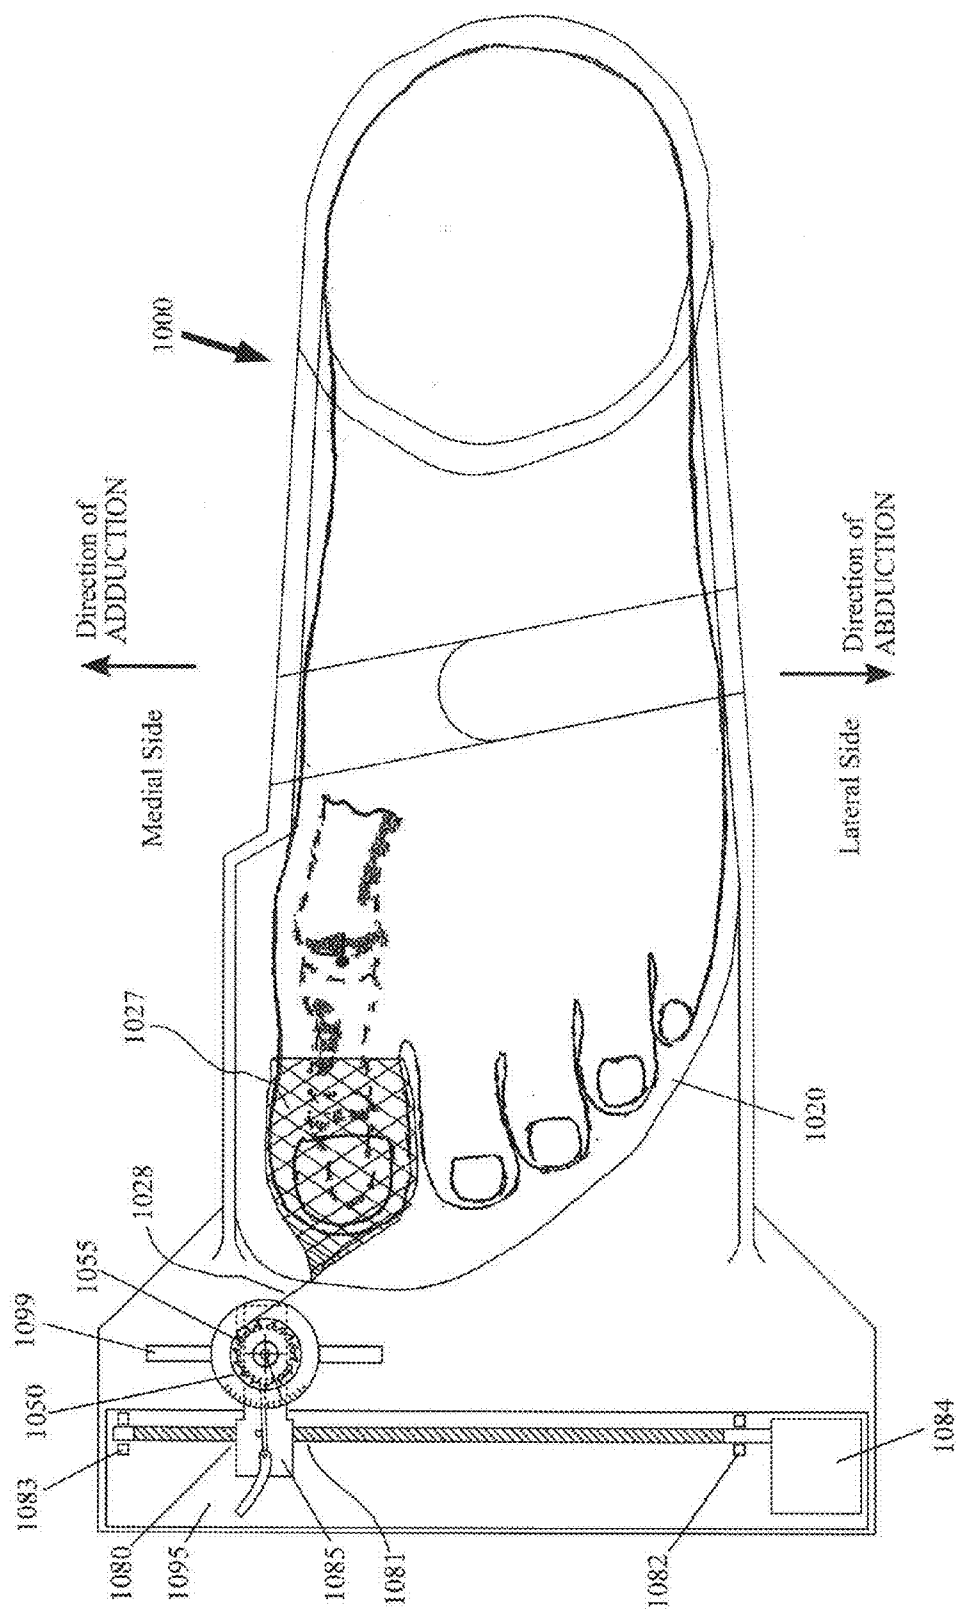 1000
Direction of
ADDUCTION
Medial Side
Direction of
ABDUCTION
Lateral Side
1027
1028
1020
1055
1099
1050
1083
1080
1095
1085
1081
1082
1084